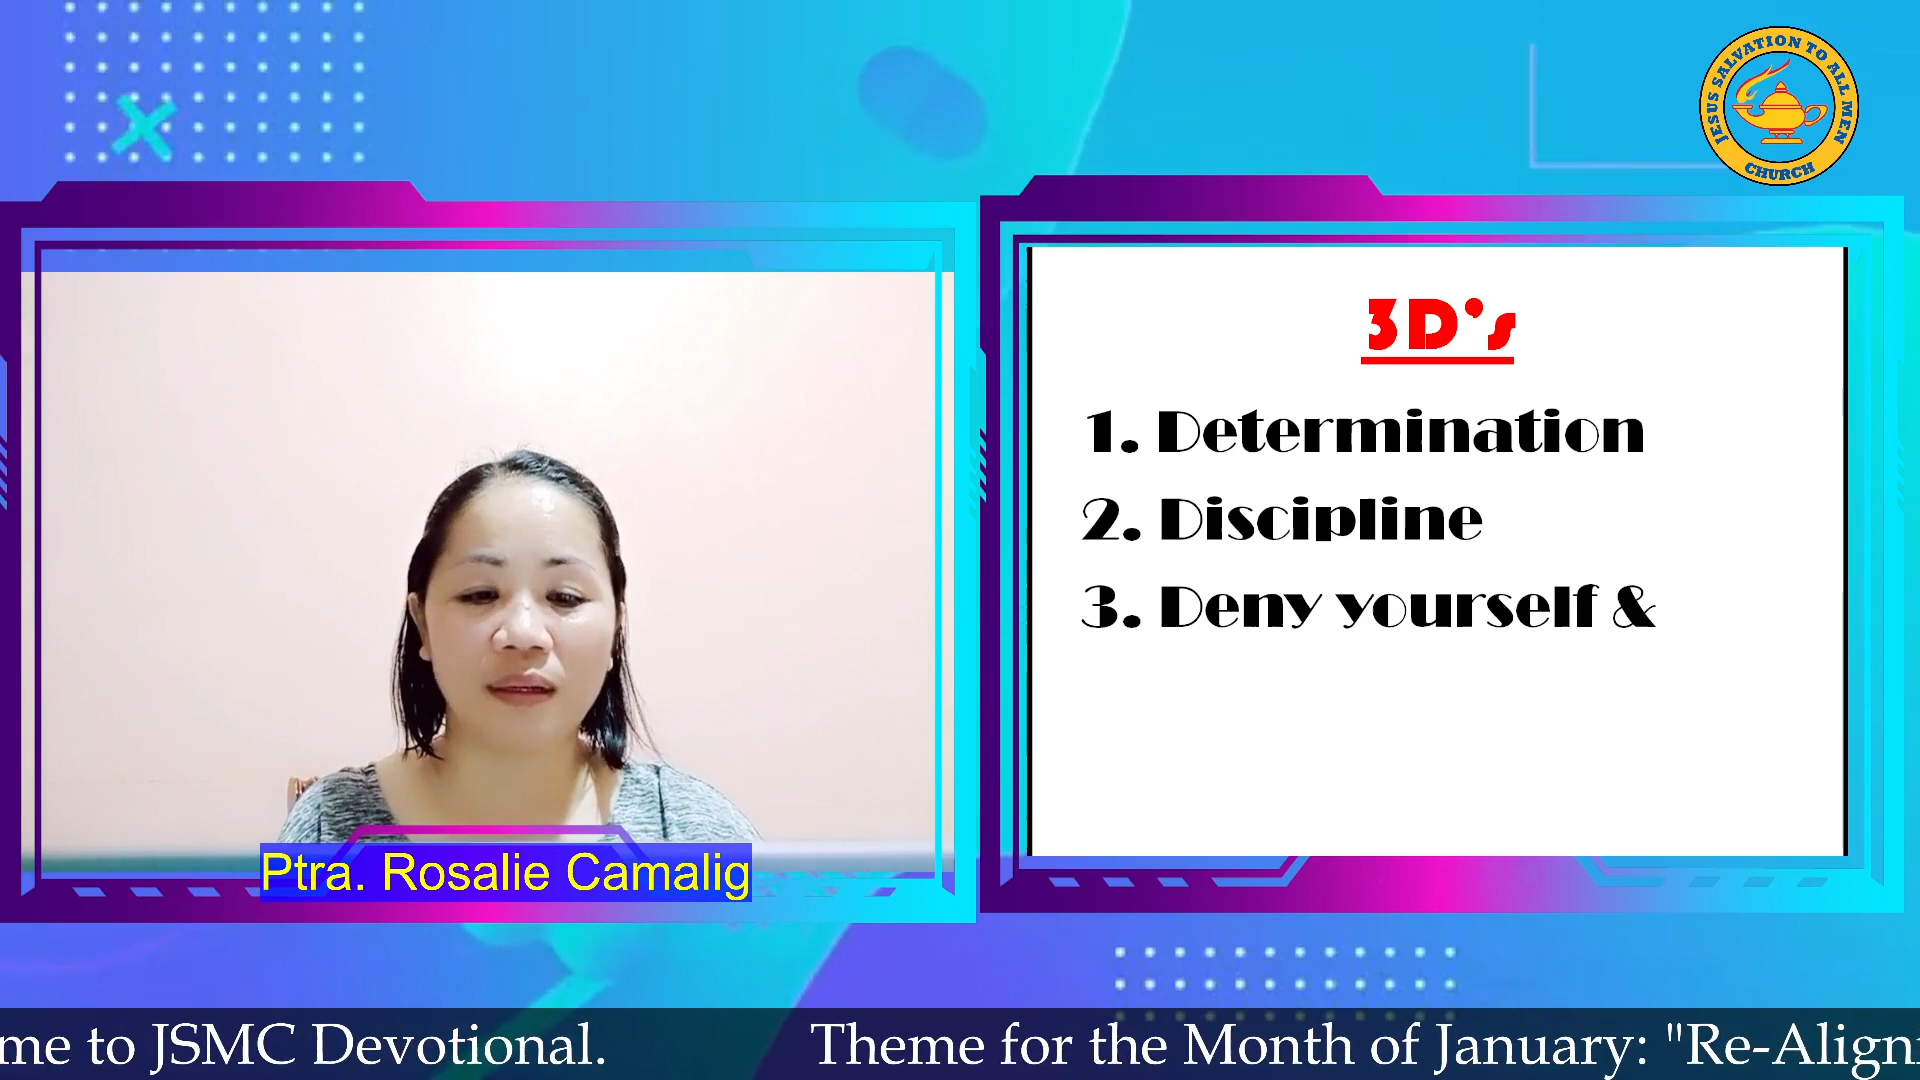 JESUS SALVATION TO ALL MEN
CHURCH
3D's
1. Determination
2. Discipline
3. Deny yourself &
Ptra. Rosalie Camalig
me to JSMC Devotional.
Theme for the Month of January: "Re-Align